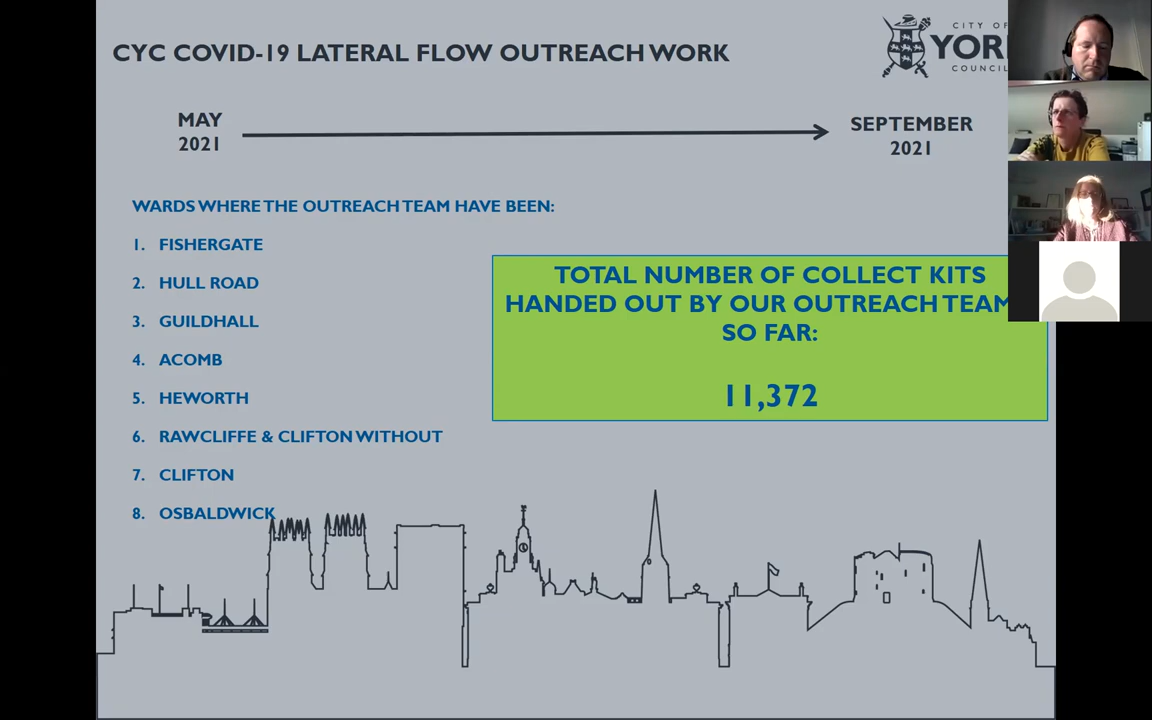 CYC COVID-19 LATERAL FLOW OUTREACH WORK
CITY OF
YOR
COUNCIL
MAY
2021
SEPTEMBER
2021
WARDS WHERE THE OUTREACH TEAM HAVE BEEN:
1. FISHERGATE
2. HULL ROAD
3. GUILDHALL
4. ACOMB
5. HEWORTH
6. RAWCLIFFE & CLIFTON WITHOUT
7. CLIFTON
8. OSBALDWICK
TOTAL NUMBER OF COLLECT KITS
HANDED OUT BY OUR OUTREACH TEAM
SO FAR:
11,372